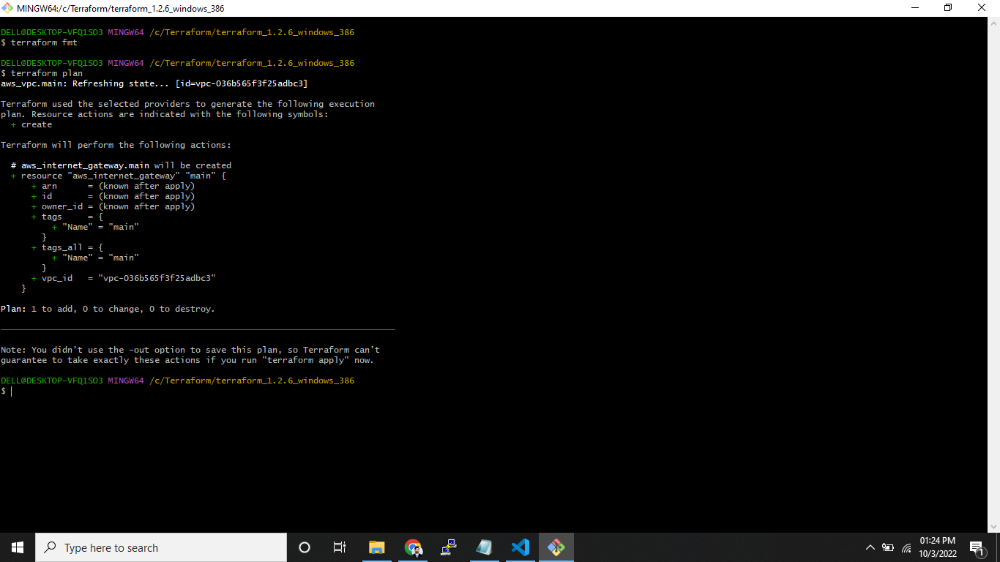 MINGW64:/c/Terraform/terraform_1.2.6_windows_386
DELL@DESKTOP-VFQ1SO3 MINGW64 /c/Terraform/terraform_1.2.6_windows_386
$ terraform fmt
DELL@DESKTOP-VFQ1SO3 MINGW64 /c/Terraform/terraform_1.2.6_windows_386
$ terraform plan
aws_vpc.main: Refreshing state... [id=vpc-036b565f3f25adbc3]
Terraform used the selected providers to generate the following execution
plan. Resource actions are indicated with the following symbols:
  + create
Terraform will perform the following actions:
  # aws_internet_gateway.main will be created
  + resource "aws_internet_gateway" "main" {
      + arn      = (known after apply)
      + id       = (known after apply)
      + owner_id = (known after apply)
      + tags     = {
          + "Name" = "main"
        }
      + tags_all = {
          + "Name" = "main"
        }
      + vpc_id   = "vpc-036b565f3f25adbc3"
    }
Plan: 1 to add, 0 to change, 0 to destroy.
Note: You didn't use the -out option to save this plan, so Terraform can't
guarantee to take exactly these actions if you run "terraform apply" now.
DELL@DESKTOP-VFQ1SO3 MINGW64 /c/Terraform/terraform_1.2.6_windows_386
$
Type here to search
01:24 PM
10/3/2022
1